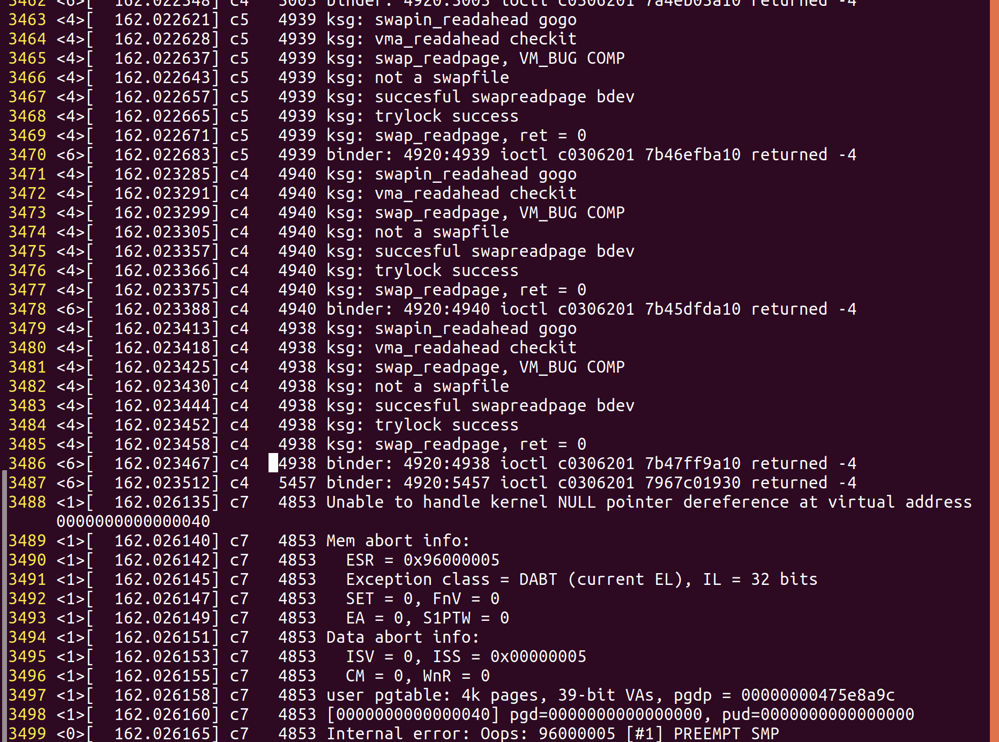 3462 <6>[  162.022548] c4   5003 binder: 4920:5003 ioctl c0306201 7a4eb05a10 returned -4
3463 <4>[  162.022621] c5   4939 ksg: swapin_readahead gogo
3464 <4>[  162.022628] c5   4939 ksg: vma_readahead checkit
3465 <4>[  162.022637] c5   4939 ksg: swap_readpage, VM_BUG COMP
3466 <4>[  162.022643] c5   4939 ksg: not a swapfile
3467 <4>[  162.022657] c5   4939 ksg: succesful swapreadpage bdev
3468 <4>[  162.022665] c5   4939 ksg: trylock success
3469 <4>[  162.022671] c5   4939 ksg: swap_readpage, ret = 0
3470 <6>[  162.022683] c5   4939 binder: 4920:4939 ioctl c0306201 7b46efba10 returned -4
3471 <4>[  162.023285] c4   4940 ksg: swapin_readahead gogo
3472 <4>[  162.023291] c4   4940 ksg: vma_readahead checkit
3473 <4>[  162.023299] c4   4940 ksg: swap_readpage, VM_BUG COMP
3474 <4>[  162.023305] c4   4940 ksg: not a swapfile
3475 <4>[  162.023357] c4   4940 ksg: succesful swapreadpage bdev
3476 <4>[  162.023366] c4   4940 ksg: trylock success
3477 <4>[  162.023375] c4   4940 ksg: swap_readpage, ret = 0
3478 <6>[  162.023388] c4   4940 binder: 4920:4940 ioctl c0306201 7b45dfda10 returned -4
3479 <4>[  162.023413] c4   4938 ksg: swapin_readahead gogo
3480 <4>[  162.023418] c4   4938 ksg: vma_readahead checkit
3481 <4>[  162.023425] c4   4938 ksg: swap_readpage, VM_BUG COMP
3482 <4>[  162.023430] c4   4938 ksg: not a swapfile
3483 <4>[  162.023444] c4   4938 ksg: succesful swapreadpage bdev
3484 <4>[  162.023452] c4   4938 ksg: trylock success
3485 <4>[  162.023458] c4   4938 ksg: swap_readpage, ret = 0
3486 <6>[  162.023467] c4   4938 binder: 4920:4938 ioctl c0306201 7b47ff9a10 returned -4
3487 <6>[  162.023512] c4   5457 binder: 4920:5457 ioctl c0306201 7967c01930 returned -4
3488 <1>[  162.026135] c7   4853 Unable to handle kernel NULL pointer dereference at virtual address
0000000000000040
3489 <1>[  162.026140] c7   4853 Mem abort info:
3490 <1>[  162.026142] c7   4853   ESR = 0x96000005
3491 <1>[  162.026145] c7   4853   Exception class = DABT (current EL), IL = 32 bits
3492 <1>[  162.026147] c7   4853   SET = 0, FnV = 0
3493 <1>[  162.026149] c7   4853   EA = 0, S1PTW = 0
3494 <1>[  162.026151] c7   4853 Data abort info:
3495 <1>[  162.026153] c7   4853   ISV = 0, ISS = 0x00000005
3496 <1>[  162.026155] c7   4853   CM = 0, WnR = 0
3497 <1>[  162.026158] c7   4853 user pgtable: 4k pages, 39-bit VAs, pgdp = 00000000475e8a9c
3498 <1>[  162.026160] c7   4853 [0000000000000040] pgd=0000000000000000, pud=0000000000000000
3499 <0>[  162.026165] c7   4853 Internal error: Oops: 96000005 [#1] PREEMPT SMP